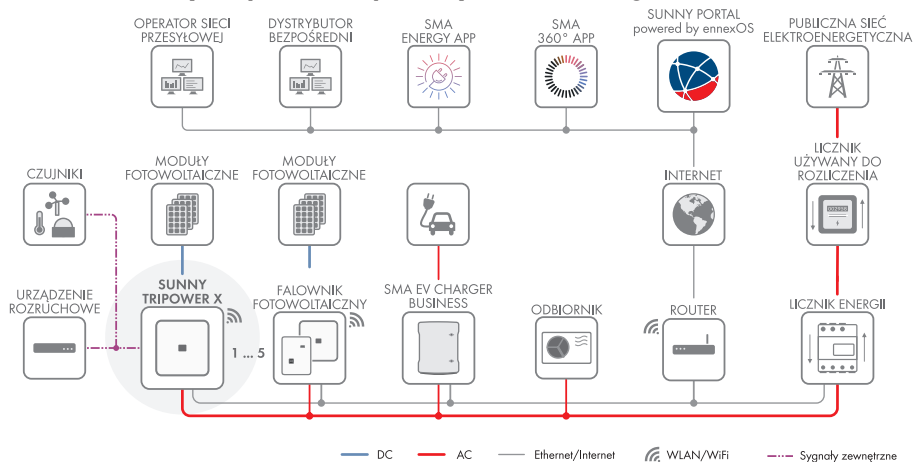 OPERATOR SIECI
PRZESYŁOWEJ
DYSTRYBUTOR
BEZPOŚREDNI
SMA
ENERGY APP
SMA
360° APP
SUNNY PORTAL
powered by ennexOS
PUBLICZNA SIEĆ
ELEKTROENERGETYCZNA
CZUJNIKI
MODUŁY
FOTOWOLTAICZNE
MODUŁY
FOTOWOLTAICZNE
INTERNET
LICZNIK
UŻYWANY DO
ROZLICZENIA
URZĄDZENIE
ROZRUCHOWE
SUNNY
TRIPOWER X
1 ... 5
FALOWNIK
FOTOWOLTAICZNY
SMA EV CHARGER
BUSINESS
ODBIORNIK
ROUTER
LICZNIK ENERGII
DC
AC
Ethernet/Internet
WLAN/WiFi
Sygnały zewnętrzne